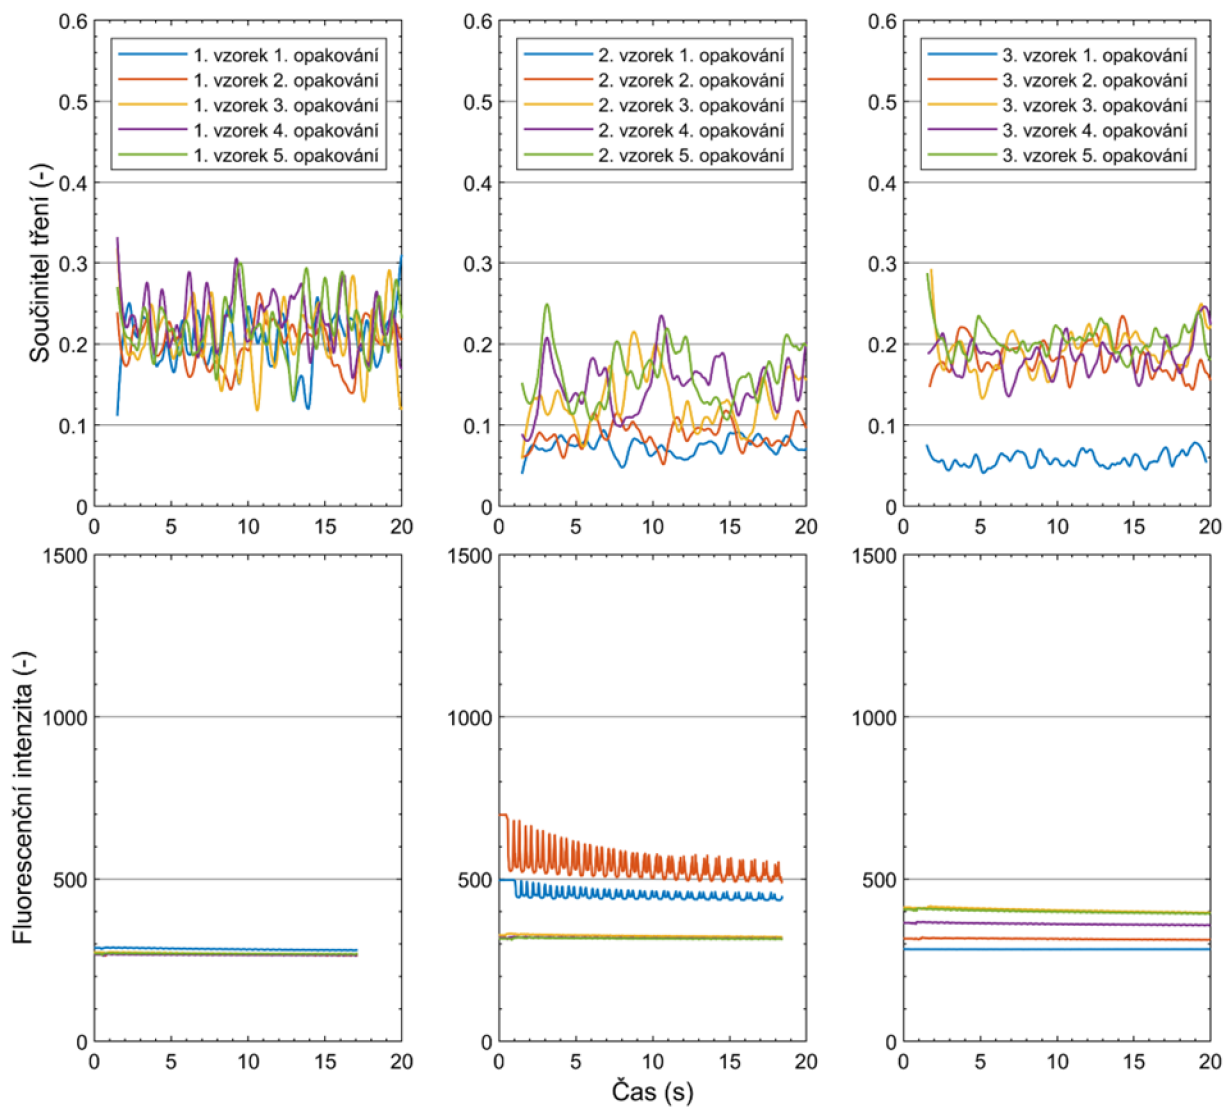 0.6
0.5
0.4
0.3
0.2
0.1
0
Součinitel tření (-)
1. vzorek 1. opakování
1. vzorek 2. opakování
1. vzorek 3. opakování
1. vzorek 4. opakování
1. vzorek 5. opakování
0 5 10 15 20
0.6
0.5
0.4
0.3
0.2
0.1
0
2. vzorek 1. opakování
2. vzorek 2. opakování
2. vzorek 3. opakování
2. vzorek 4. opakování
2. vzorek 5. opakování
0 5 10 15 20
0.6
0.5
0.4
0.3
0.2
0.1
0
3. vzorek 1. opakování
3. vzorek 2. opakování
3. vzorek 3. opakování
3. vzorek 4. opakování
3. vzorek 5. opakování
0 5 10 15 20
1500
1000
500
0
Fluorescenční intenzita (-)
0 5 10 15 20
1500
1000
500
0
0 5 10 15 20
1500
1000
500
0
0 5 10 15 20
Čas (s)